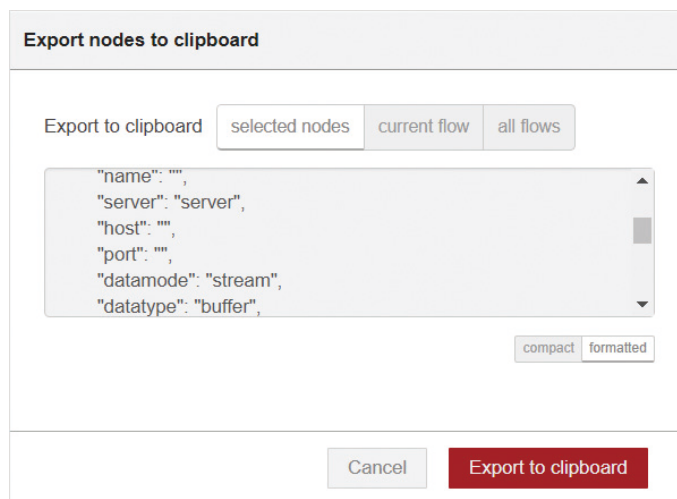 Export nodes to clipboard
Export to clipboard selected nodes current flow all flows
"name": "",
"server": "server",
"host": "",
"port": "",
"datamode": "stream",
"datatype": "buffer",
compact formatted
Cancel Export to clipboard